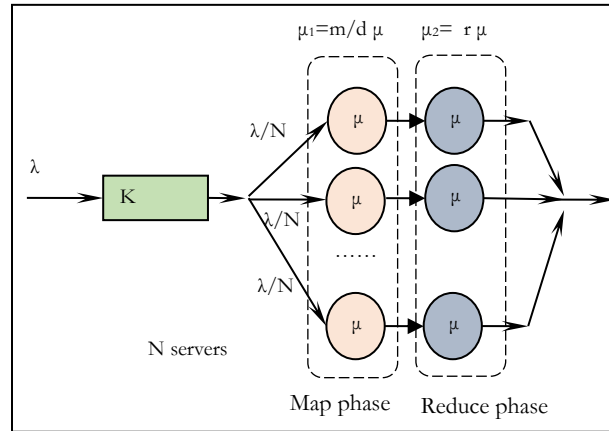 μ₁=m/d μ μ₂= r μ
μ μ
λ/N
λ
K
μ μ
λ/N
......
λ/N
μ μ
N servers
Map phase Reduce phase